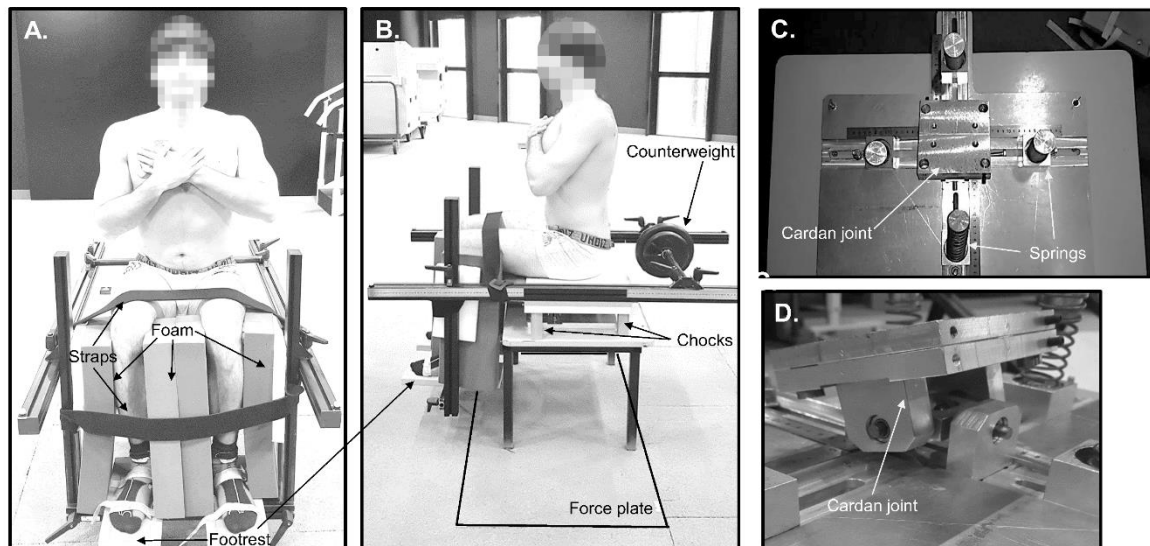 A.
Foam
Straps
Footrest
B.
Counterweight
Chocks
Force plate
C.
Cardan joint
Springs
D.
Cardan joint